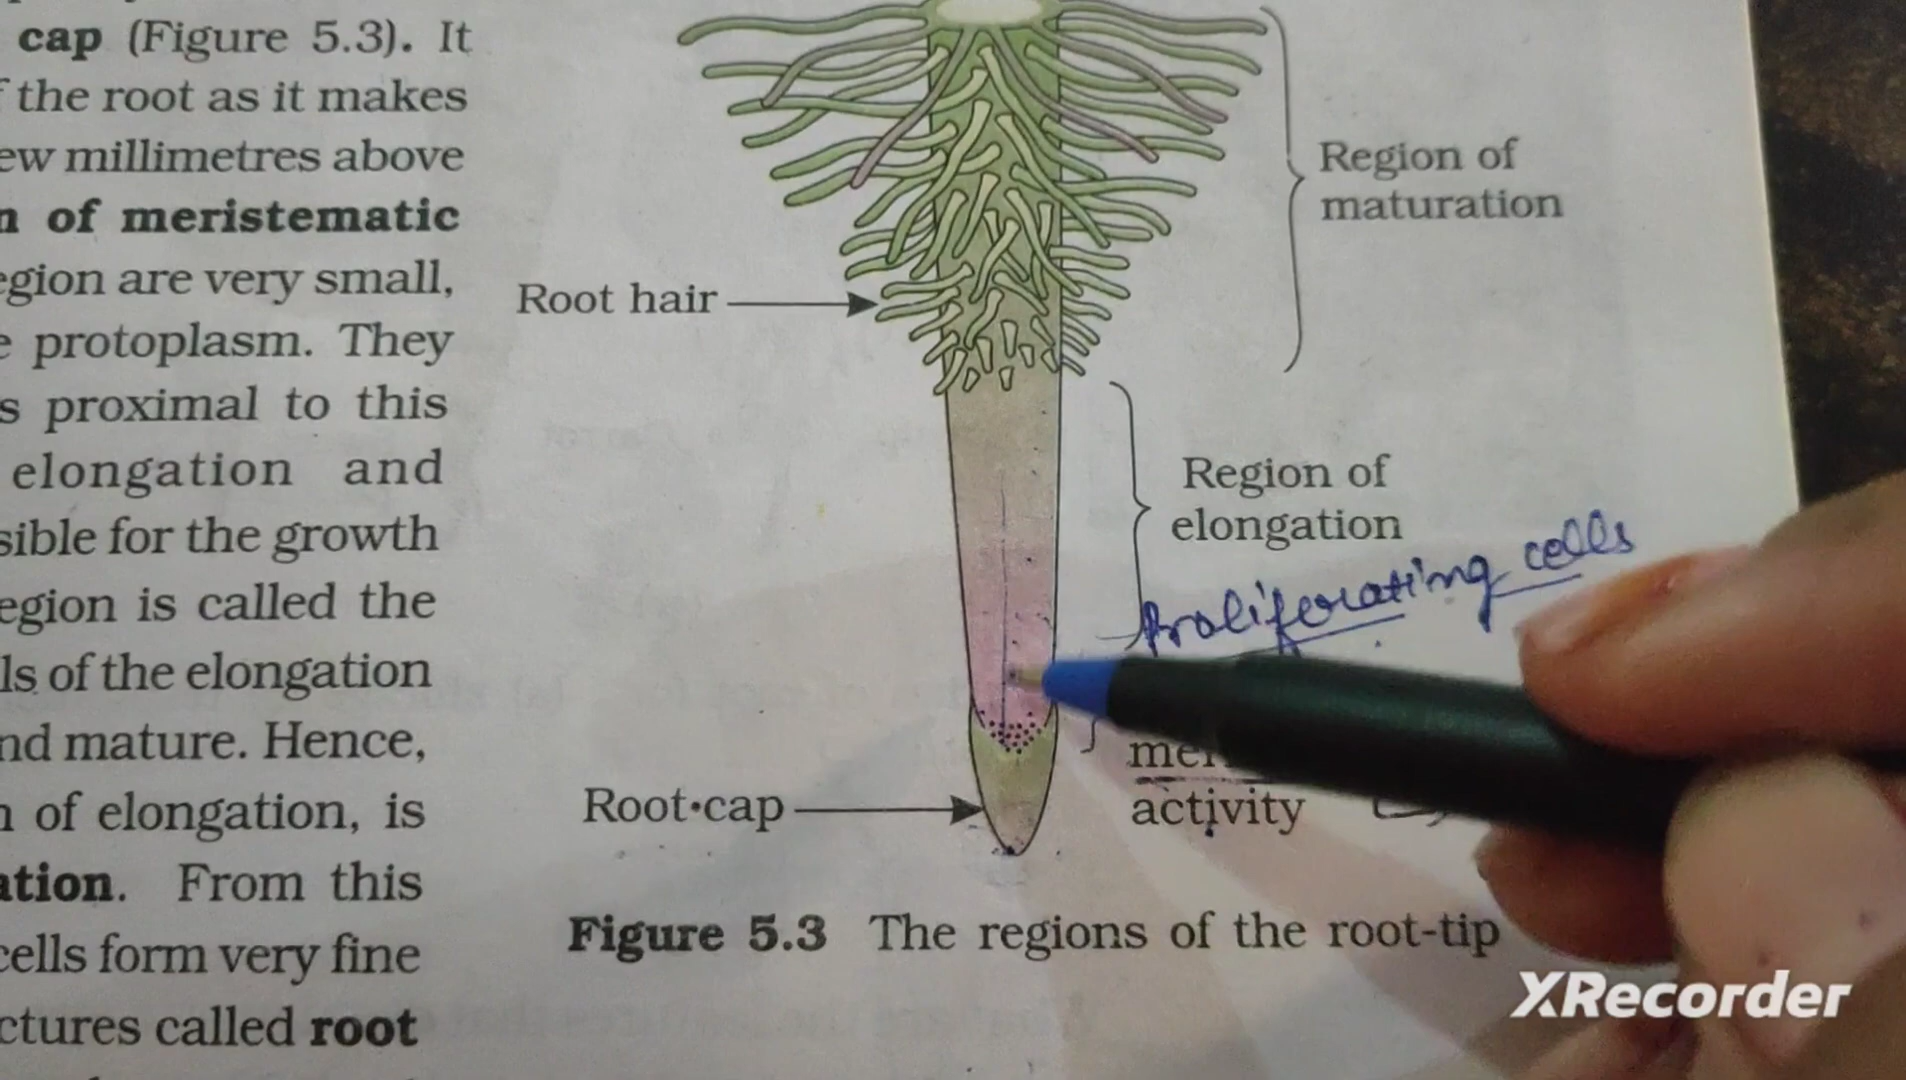 cap (Figure 5.3). It
the root as it makes
ew millimetres above
n of meristematic
egion are very small,
e protoplasm. They
s proximal to this
elongation and
sible for the growth
egion is called the
ls of the elongation
nd mature. Hence,
n of elongation, is
ation. From this
cells form very fine
ctures called root
Region of
maturation
Root hair
Region of
elongation
Proliferating cells
activity
Root-cap
Figure 5.3 The regions of the root-tip
XRecorder